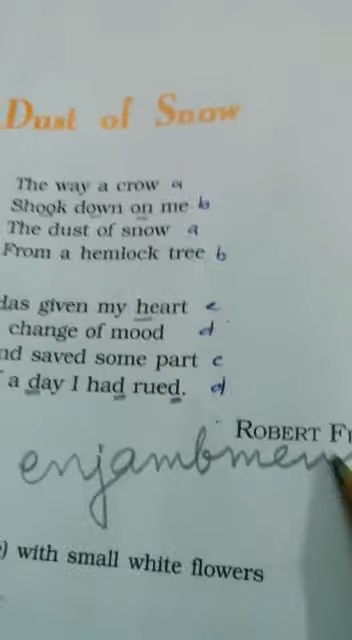 Dust of Snow
The way a crow a
Shook down on me b
The dust of snow a
From a hemlock tree b
Has given my heart c
change of mood d
nd saved some part c
a day I had rued. d
ROBERT F
enjambmen
) with small white flowers